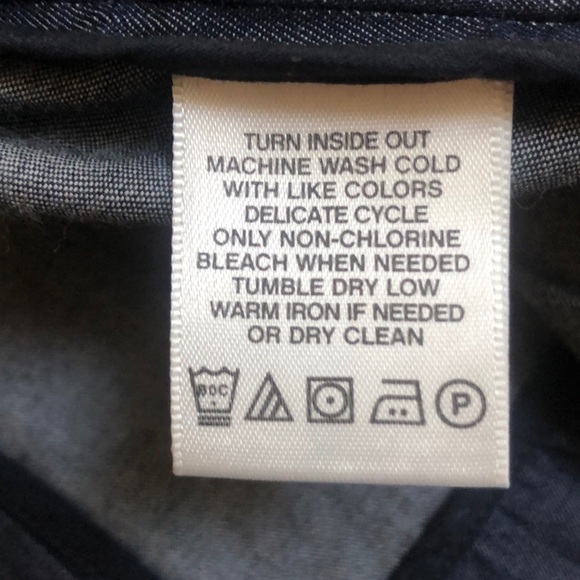 TURN INSIDE OUT
MACHINE WASH COLD
WITH LIKE COLORS
DELICATE CYCLE
ONLY NON-CHLORINE
BLEACH WHEN NEEDED
TUMBLE DRY LOW
WARM IRON IF NEEDED
OR DRY CLEAN
P